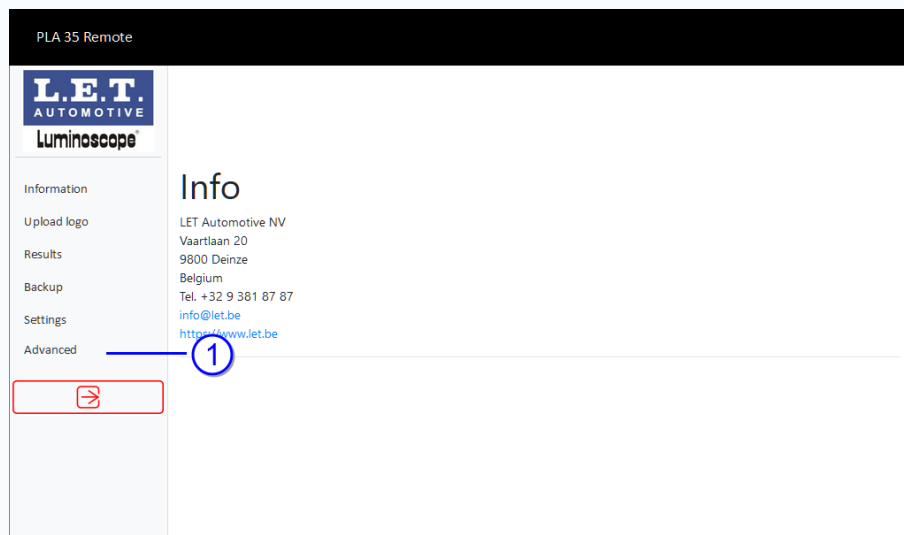 PLA 35 Remote
L.E.T.
AUTOMOTIVE
Luminoscope®
Information
Upload logo
Results
Backup
Settings
Advanced
Info
LET Automotive NV
Vaartlaan 20
9800 Deinze
Belgium
Tel. +32 9 381 87 87
info@let.be
https://www.let.be
1